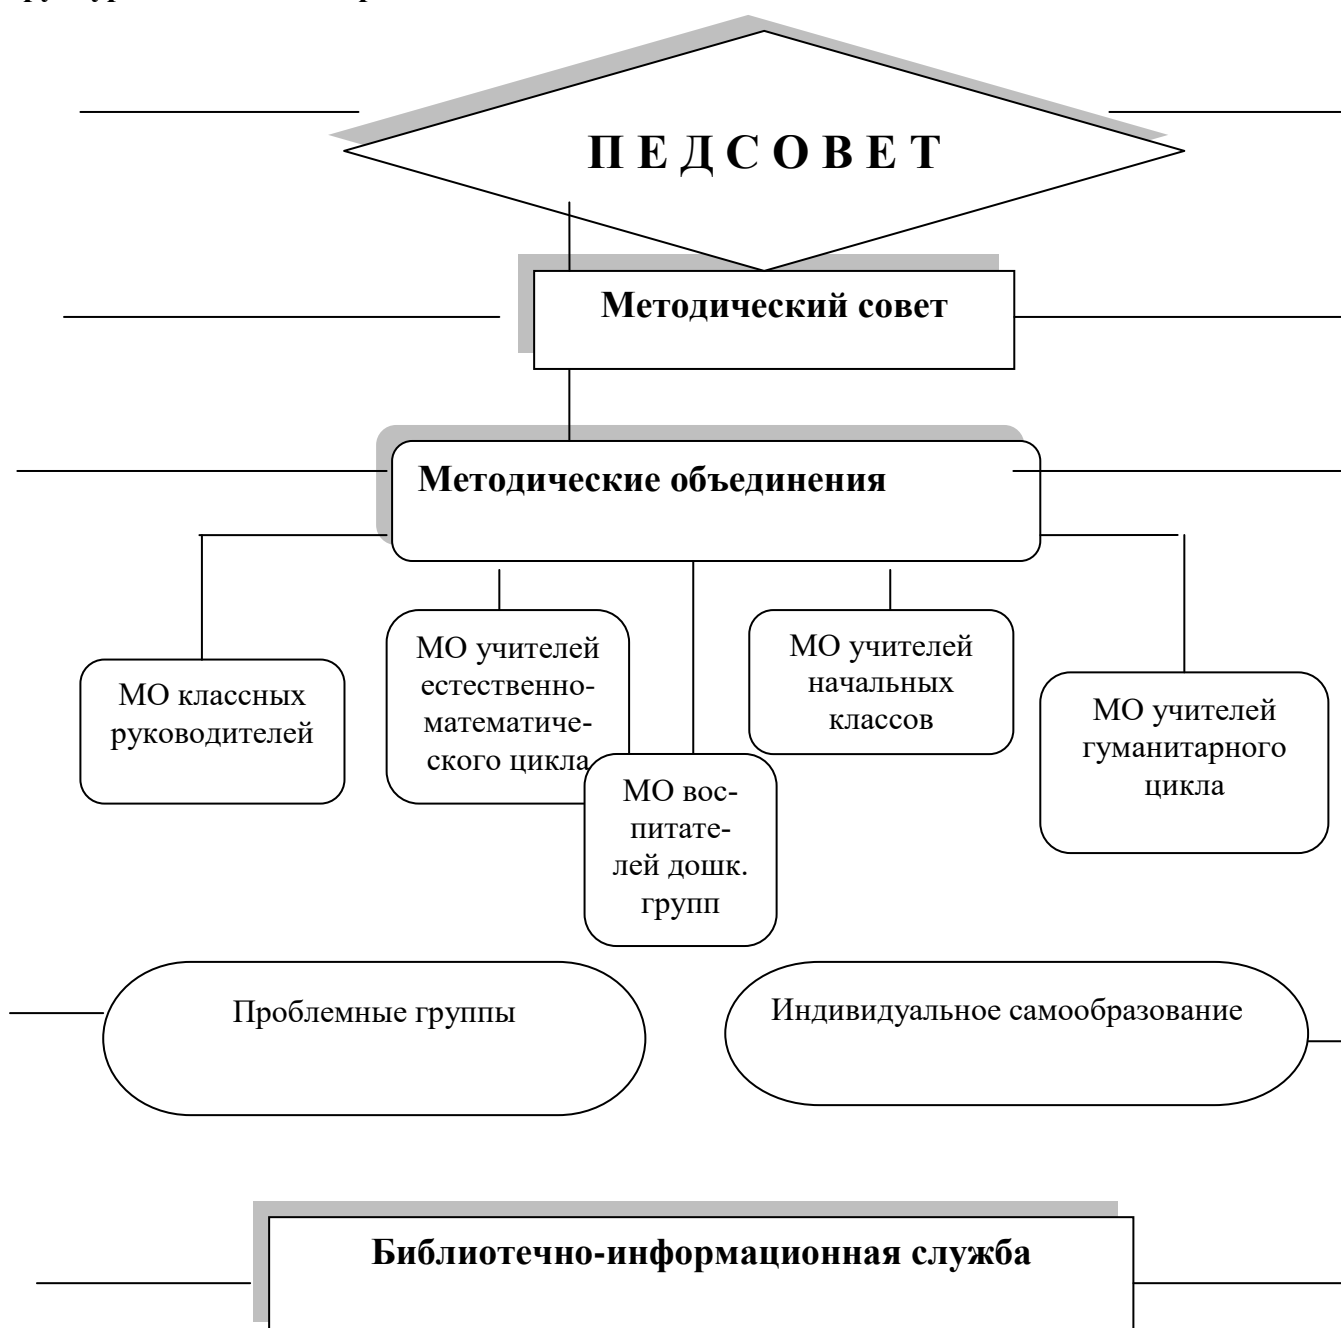 П Е Д С О В Е Т
Методический совет
Методические объединения
МО классных
руководителей
МО учителей
естественно-
математиче-
ского цикла
МО вос-
питате-
лей дошк.
групп
МО учителей
начальных
классов
МО учителей
гуманитарного
цикла
Проблемные группы
Индивидуальное самообразование
Библиотечно-информационная служба